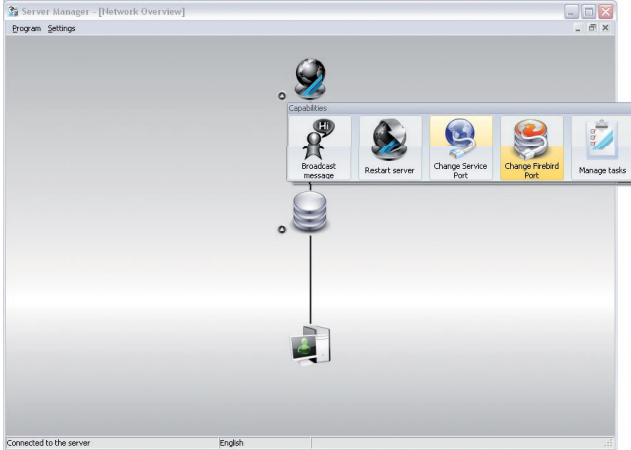 Server Manager - [Network Overview]
Program Settings
Capabilities
Hi
Broadcast message
Restart server
Change Service Port
Change Firebird Port
Manage tasks
Connected to the server
English